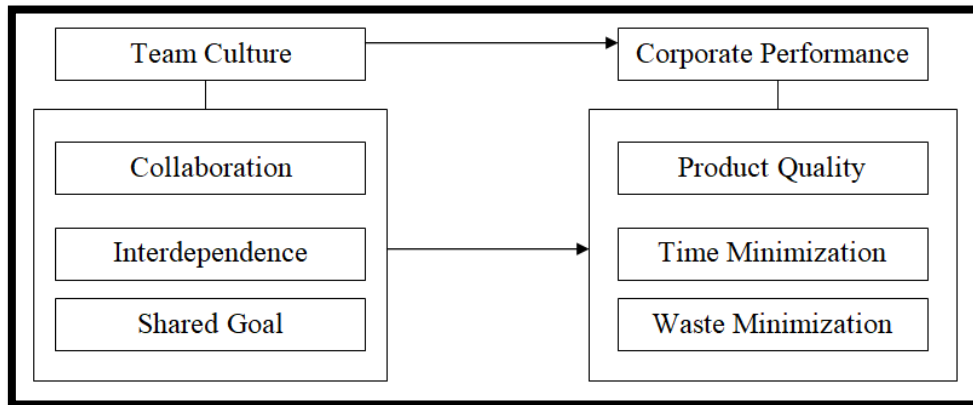 Team Culture
Corporate Performance
Collaboration
Product Quality
Interdependence
Time Minimization
Shared Goal
Waste Minimization